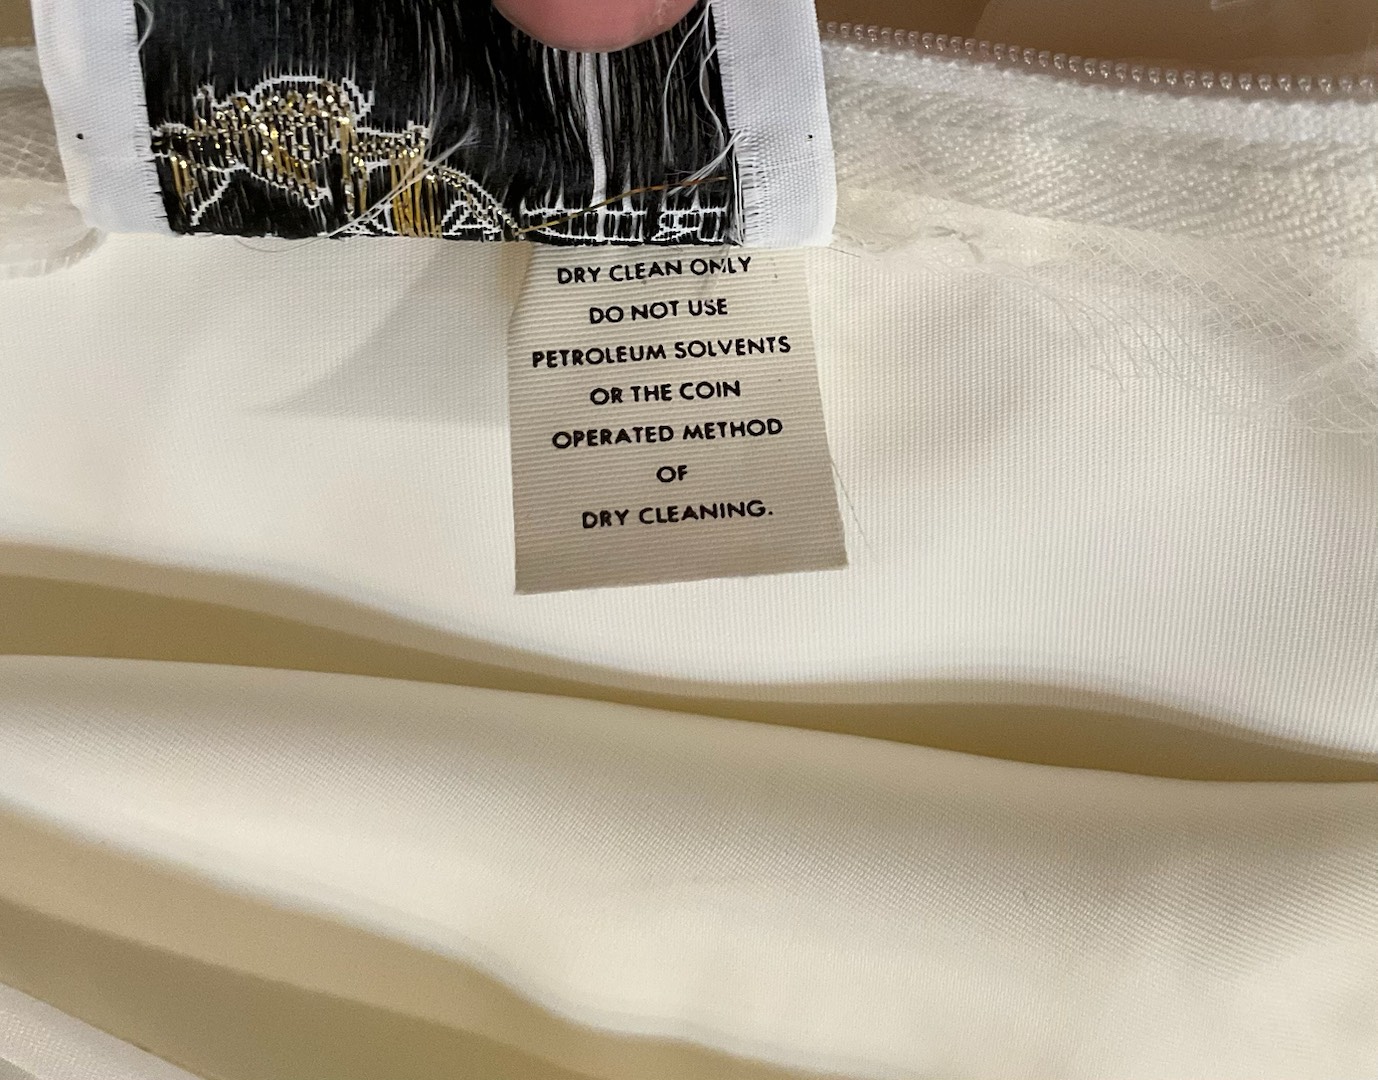 DRY CLEAN ONLY
DO NOT USE
PETROLEUM SOLVENTS
OR THE COIN
OPERATED METHOD
OF
DRY CLEANING.